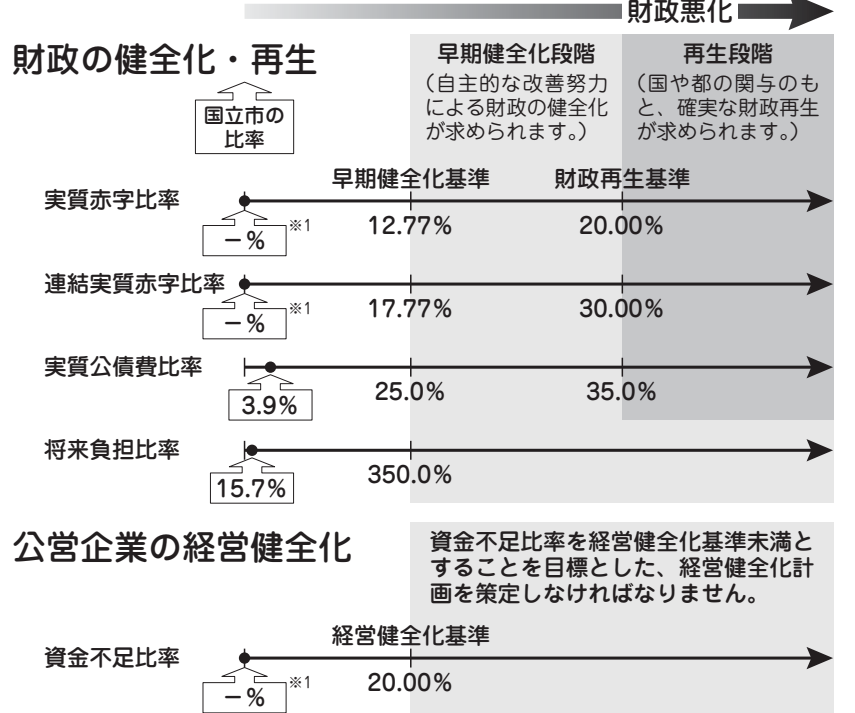 財政悪化
財政の健全化・再生
国立市の
比率
早期健全化段階
（自主的な改善努力
による財政の健全化
が求められます。）
再生段階
（国や都の関与のも
と、確実な財政再生
が求められます。）
早期健全化基準
財政再生基準
実質赤字比率
－%
※1
12.77%
20.00%
連結実質赤字比率
－%
※1
17.77%
30.00%
実質公債費比率
3.9%
25.0%
35.0%
将来負担比率
15.7%
350.0%
公営企業の経営健全化
資金不足比率を経営健全化基準未満と
することを目標とした、経営健全化計
画を策定しなければなりません。
経営健全化基準
資金不足比率
－%
※1
20.00%